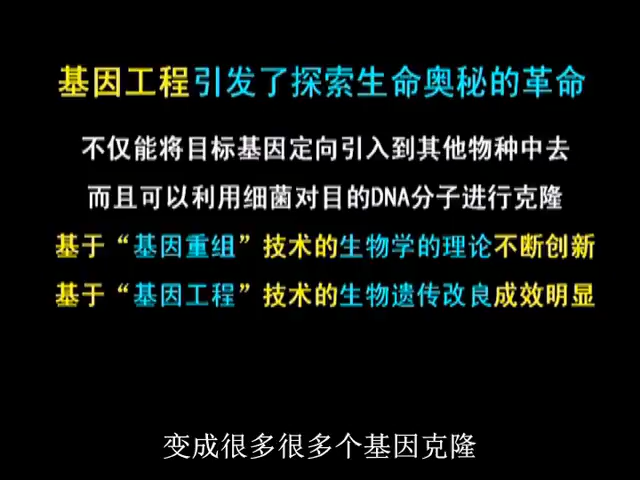 基因工程引发了探索生命奥秘的革命
不仅能将目标基因定向引入到其他物种中去
而且可以利用细菌对目的DNA分子进行克隆
基于“基因重组”技术的生物学的理论不断创新
基于“基因工程”技术的生物遗传改良成效明显
变成很多很多个基因克隆